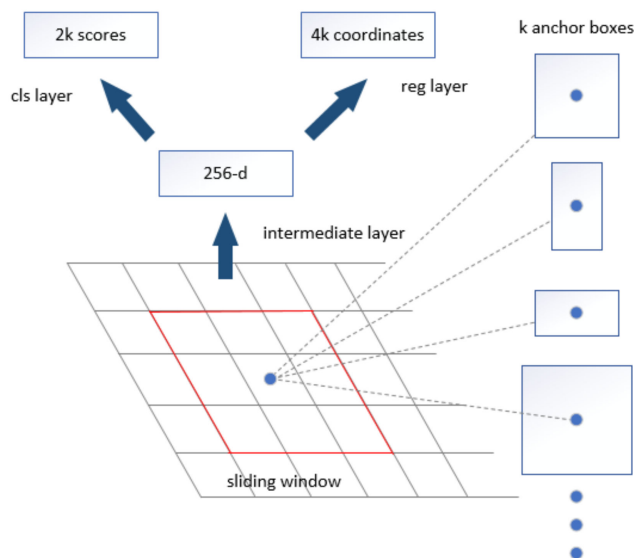 2k scores
4k coordinates
k anchor boxes
cls layer
reg layer
256-d
intermediate layer
sliding window